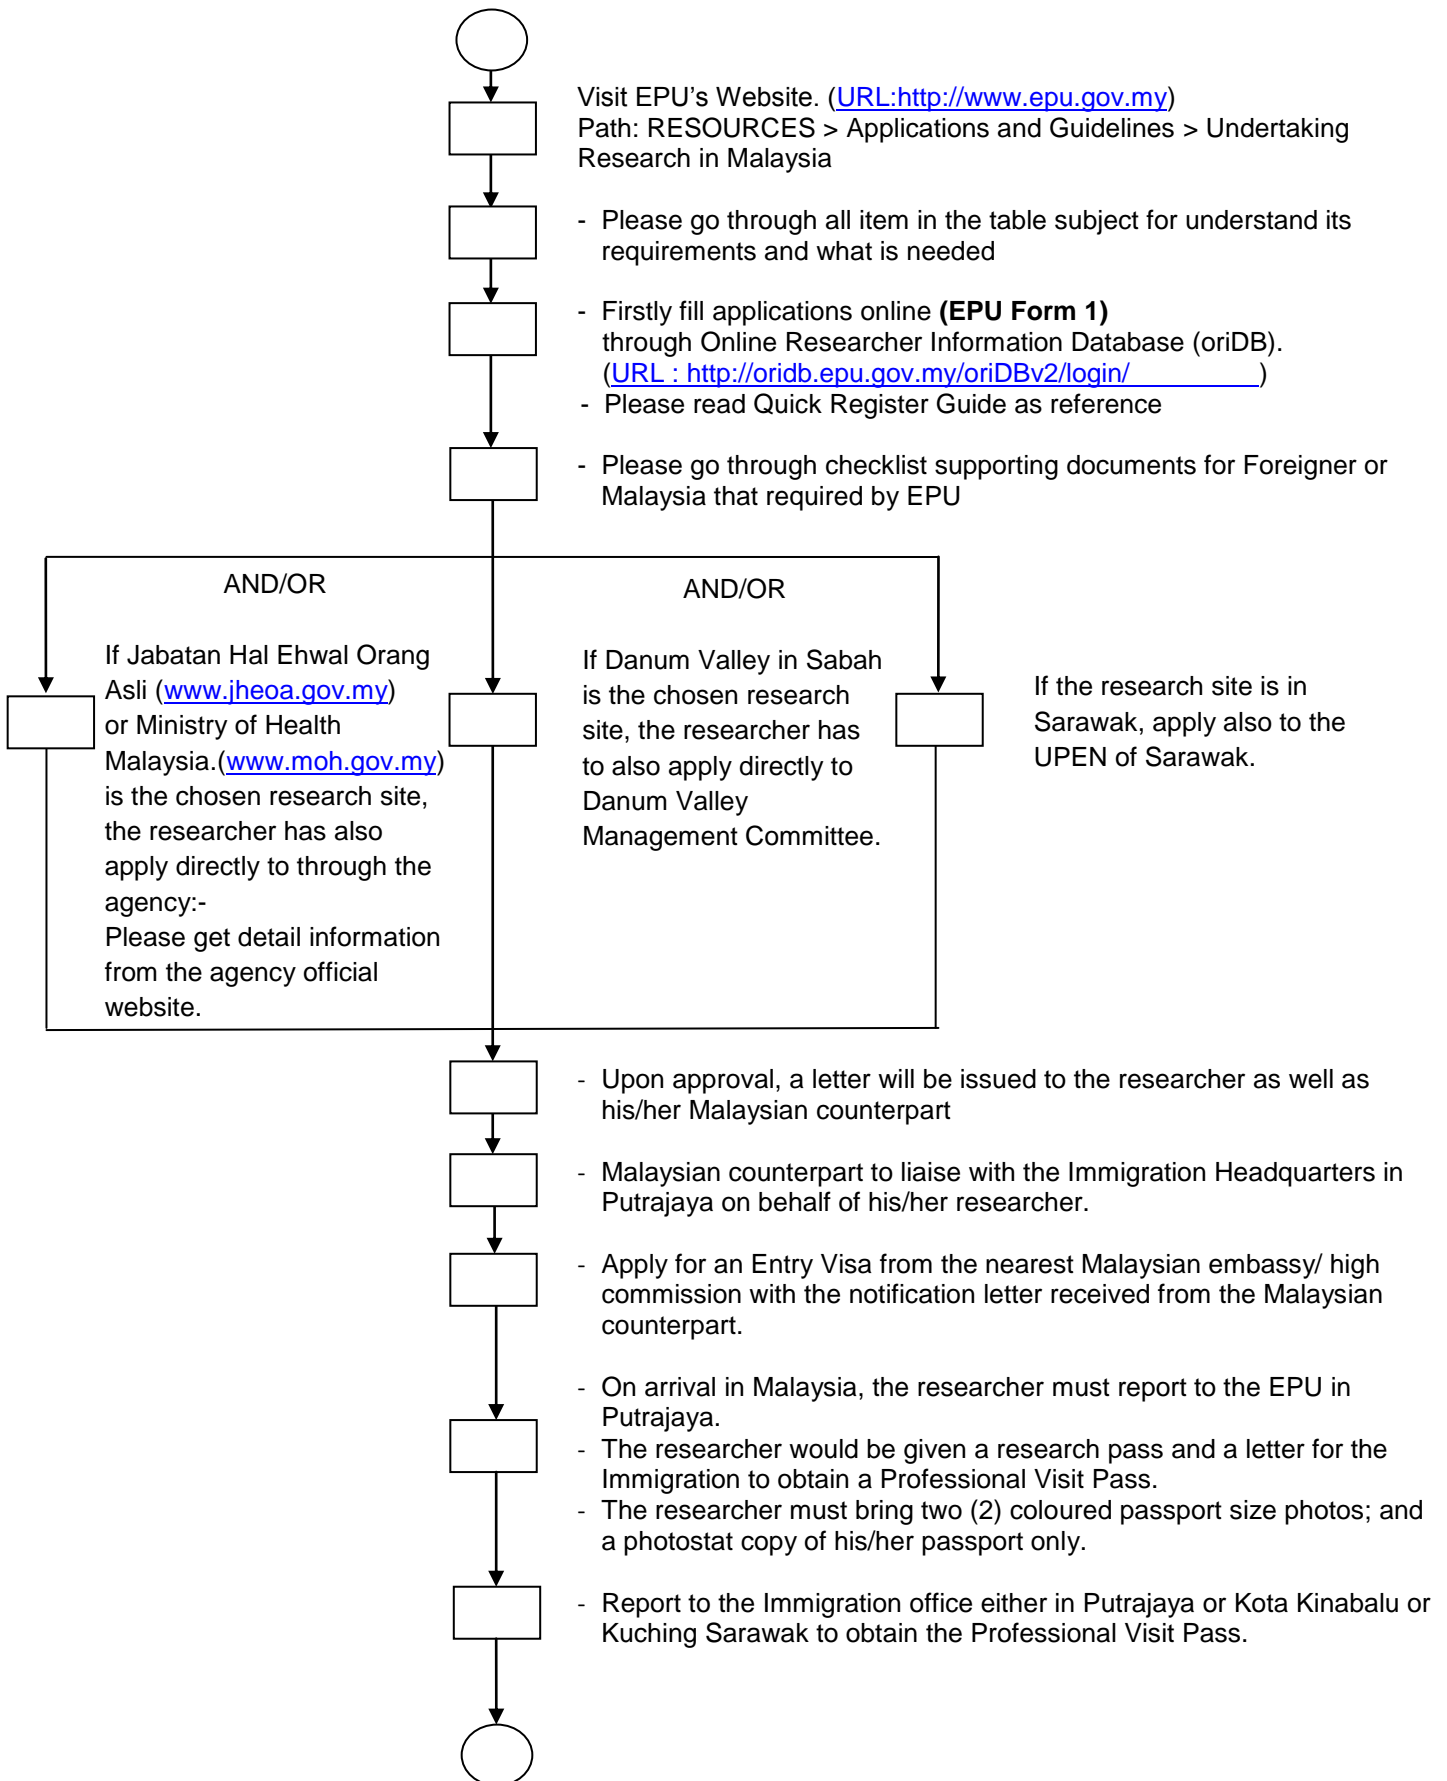 Visit EPU’s Website. (URL:http://www.epu.gov.my)
Path: RESOURCES > Applications and Guidelines > Undertaking
Research in Malaysia
- Please go through all item in the table subject for understand its
requirements and what is needed
- Firstly fill applications online (EPU Form 1)
through Online Researcher Information Database (oriDB).
(URL : http://oridb.epu.gov.my/oriDBv2/login/ )
- Please read Quick Register Guide as reference
- Please go through checklist supporting documents for Foreigner or
Malaysia that required by EPU
AND/OR
If Jabatan Hal Ehwal Orang
Asli (www.jheoa.gov.my)
or Ministry of Health
Malaysia.(www.moh.gov.my)
is the chosen research site,
the researcher has also
apply directly to through the
agency:-
Please get detail information
from the agency official
website.
AND/OR
If Danum Valley in Sabah
is the chosen research
site, the researcher has
to also apply directly to
Danum Valley
Management Committee.
If the research site is in
Sarawak, apply also to the
UPEN of Sarawak.
- Upon approval, a letter will be issued to the researcher as well as
his/her Malaysian counterpart
- Malaysian counterpart to liaise with the Immigration Headquarters in
Putrajaya on behalf of his/her researcher.
- Apply for an Entry Visa from the nearest Malaysian embassy/ high
commission with the notification letter received from the Malaysian
counterpart.
- On arrival in Malaysia, the researcher must report to the EPU in
Putrajaya.
- The researcher would be given a research pass and a letter for the
Immigration to obtain a Professional Visit Pass.
- The researcher must bring two (2) coloured passport size photos; and
a photostat copy of his/her passport only.
- Report to the Immigration office either in Putrajaya or Kota Kinabalu or
Kuching Sarawak to obtain the Professional Visit Pass.